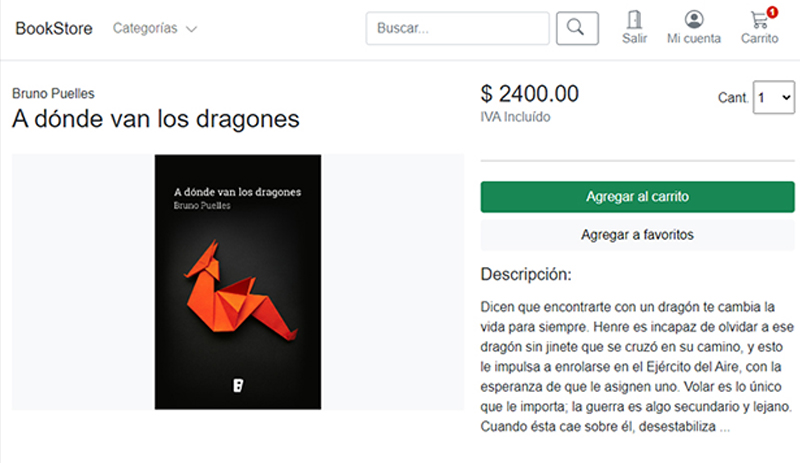 BookStore
Categorías
Buscar...
Salir
Mi cuenta
1
Carrito
Bruno Puelles
A dónde van los dragones
A dónde van los dragones
Bruno Puelles
$ 2400.00
IVA Incluído
Cant. 1
Agregar al carrito
Agregar a favoritos
Descripción:
Dicen que encontrarte con un dragón te cambia la
vida para siempre. Henre es incapaz de olvidar a ese
dragón sin jinete que se cruzó en su camino, y esto
le impulsa a enrolarse en el Ejército del Aire, con la
esperanza de que le asignen uno. Volar es lo único
que le importa; la guerra es algo secundario y lejano.
Cuando ésta cae sobre él, desestabiliza ...